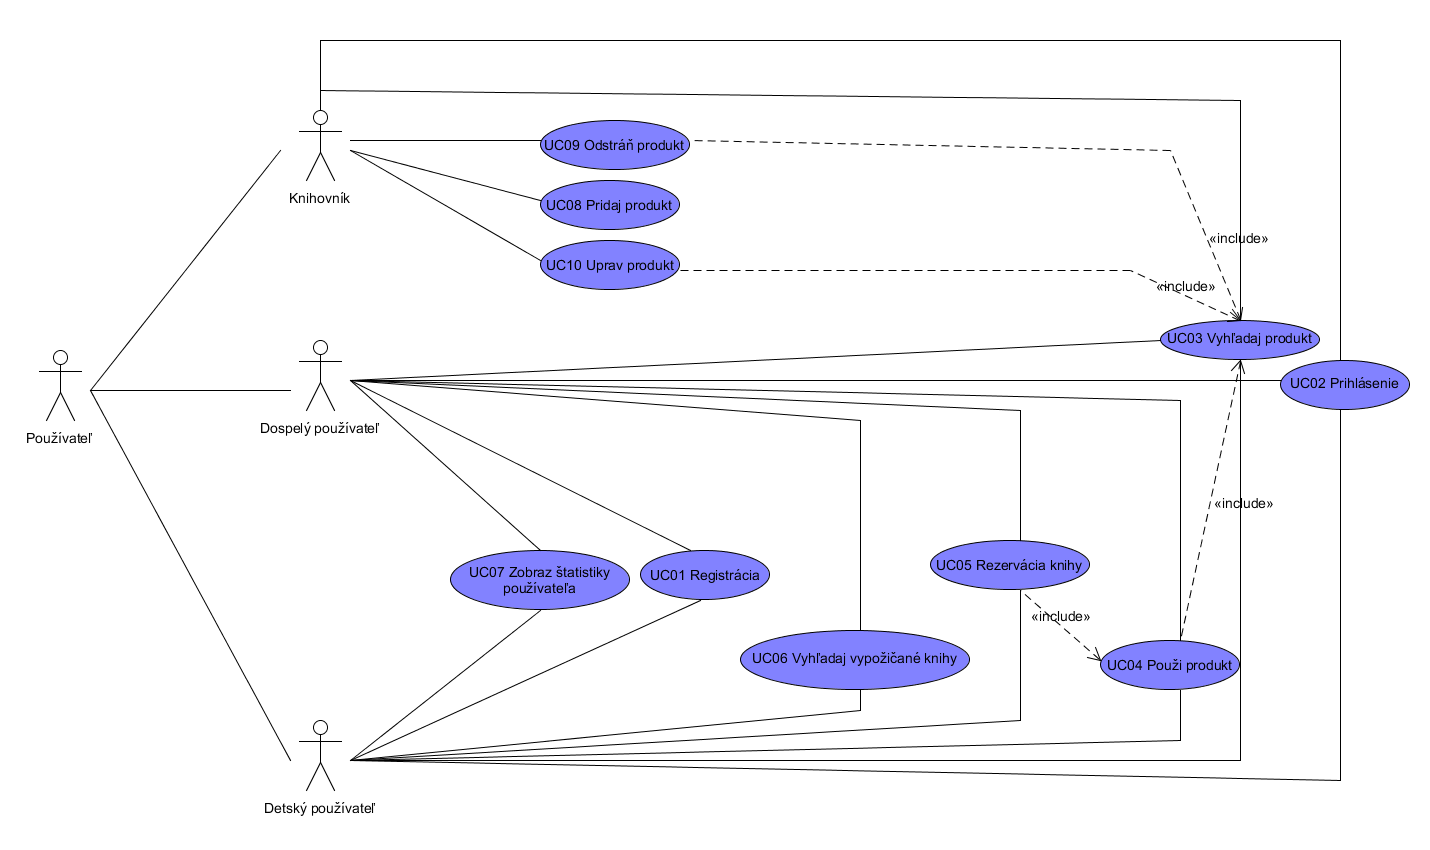 UC09 Odstráň produkt
Knihovník
UC08 Pridaj produkt
«include»
UC10 Uprav produkt
«include»
UC03 Vyhľadaj produkt
UC02 Prihlásenie
Používateľ
Dospelý používateľ
«include»
UC07 Zobraz štatistiky
používateľa
UC01 Registrácia
UC05 Rezervácia knihy
«include»
UC06 Vyhľadaj vypožičané knihy
UC04 Použi produkt
Detský používateľ